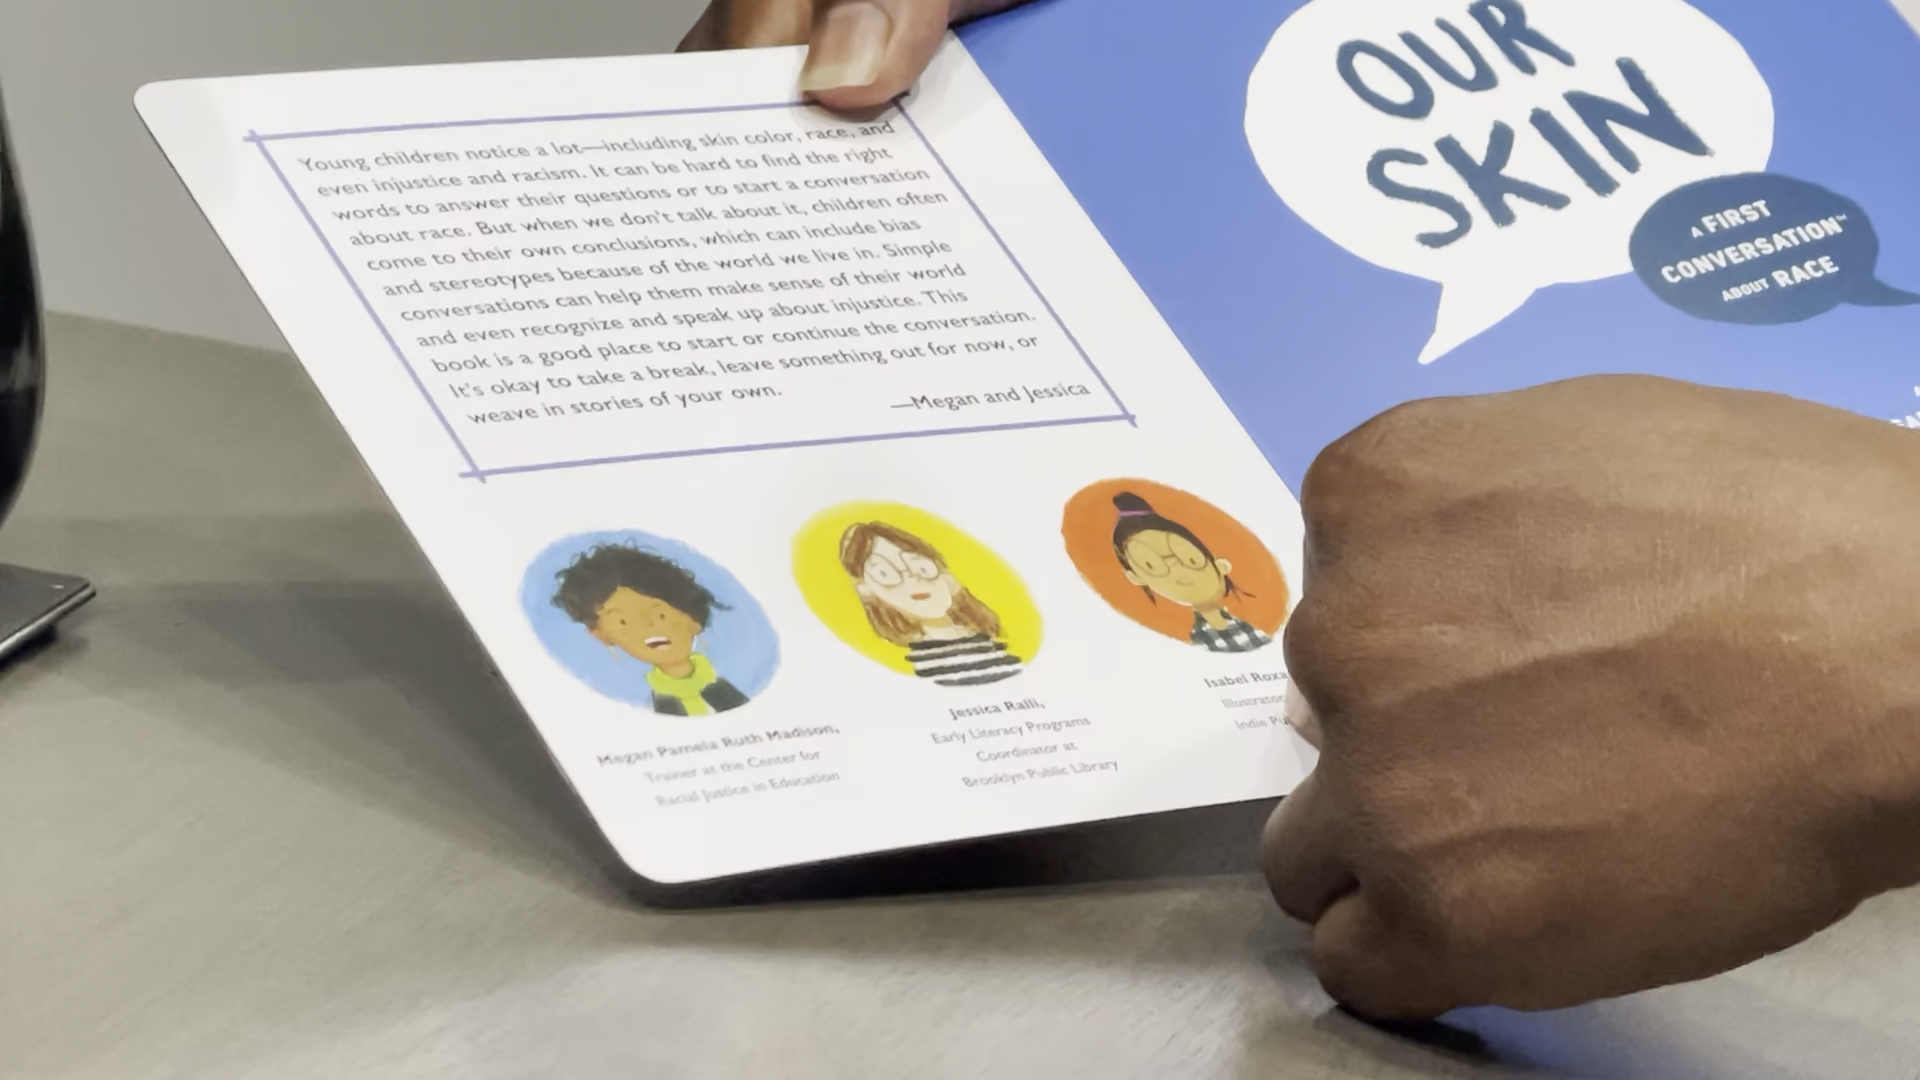 Young children notice a lot—including skin color, race, and
even injustice and racism. It can be hard to find the right
words to answer their questions or to start a conversation
about race. But when we don't talk about it, children often
come to their own conclusions, which can include bias
and stereotypes because of the world we live in. Simple
conversations can help them make sense of their world
and even recognize and speak up about injustice. This
book is a good place to start or continue the conversation.
It's okay to take a break, leave something out for now, or
weave in stories of your own.
—Megan and Jessica
Megan Pamela Ruth Madison,
Trainer at the Center for
Racial Justice in Education
Jessica Ralli,
Early Literacy Programs
Coordinator at
Brooklyn Public Library
Isabel
Illustrator
Indie
OUR
SKIN
A FIRST
CONVERSATION™
ABOUT RACE